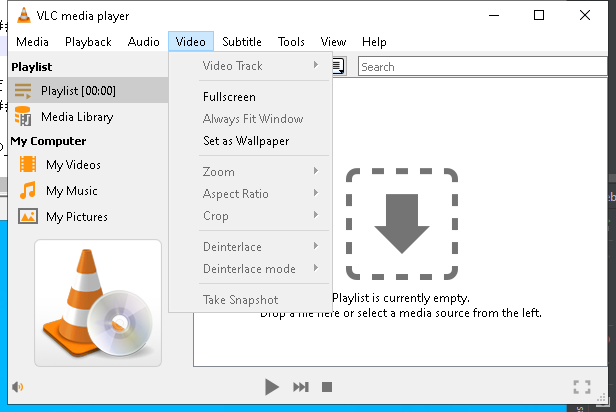 VLC media player
Media Playback Audio Video Subtitle Tools View Help
Playlist
Playlist [00:00]
Media Library
My Computer
My Videos
My Music
My Pictures
Video Track
Fullscreen
Always Fit Window
Set as Wallpaper
Zoom
Aspect Ratio
Crop
Deinterlace
Deinterlace mode
Take Snapshot
Search
Playlist is currently empty.
Drop a file here or select a media source from the left.